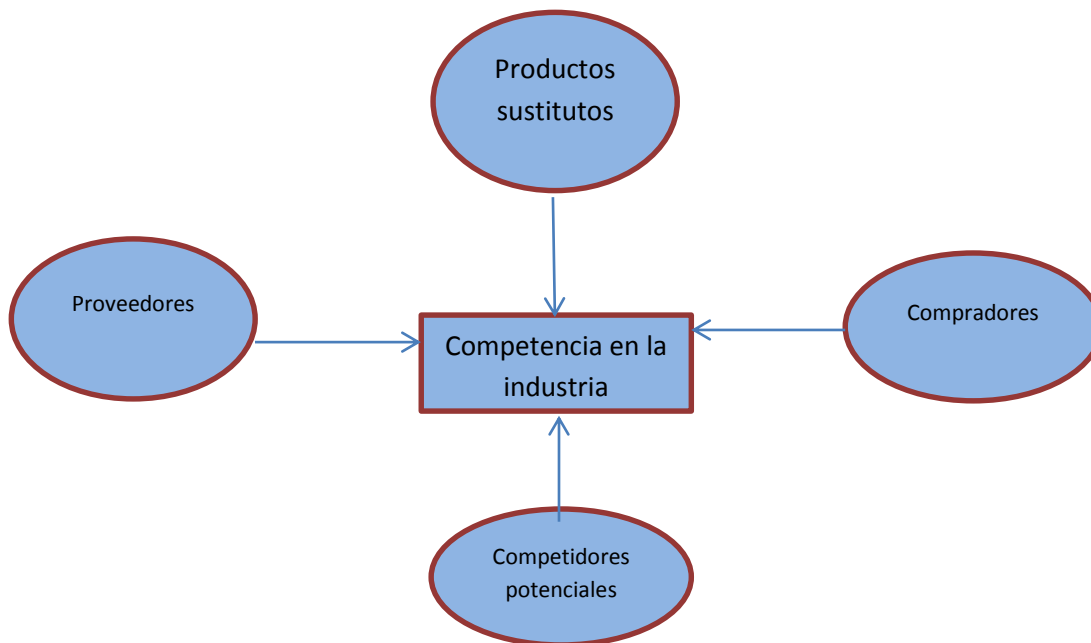 Productos
sustitutos
Proveedores
Compradores
Competencia en la
industria
Competidores
potenciales